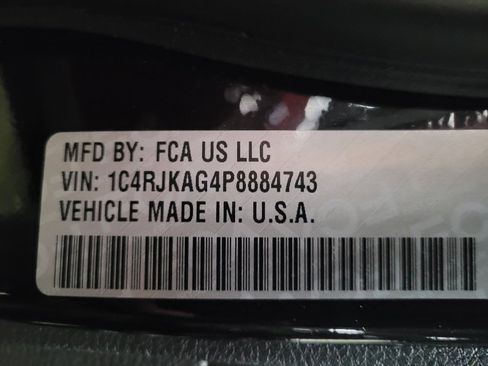 MFD BY: FCA US LLC
VIN: 1C4RJKAG4P8884743
VEHICLE MADE IN: U.S.A.